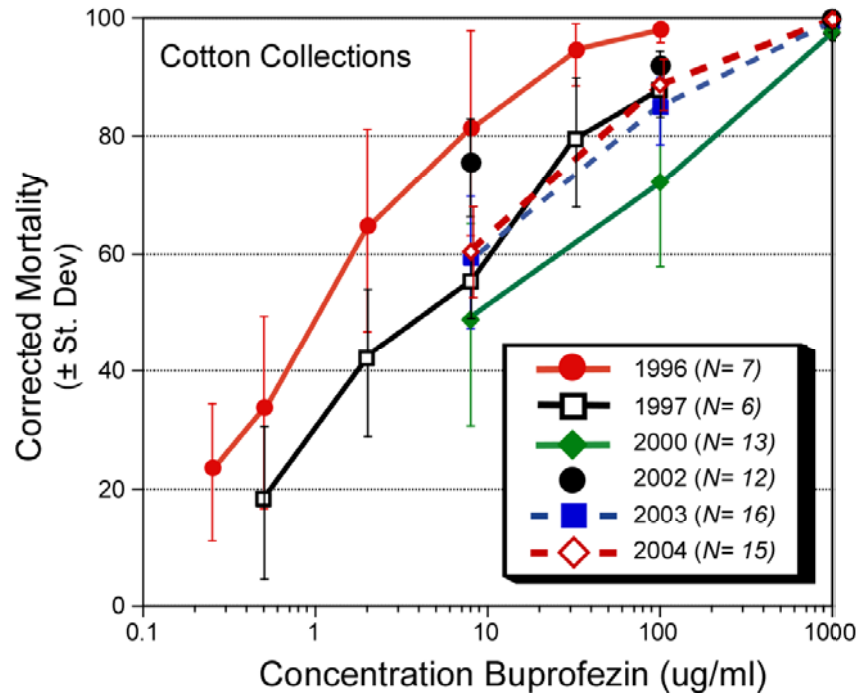 Cotton Collections
Corrected Mortality
(± St. Dev)
100
80
60
40
20
0
0.1
1
10
100
1000
Concentration Buprofezin (ug/ml)
1996 (N= 7)
1997 (N= 6)
2000 (N= 13)
2002 (N= 12)
2003 (N= 16)
2004 (N= 15)